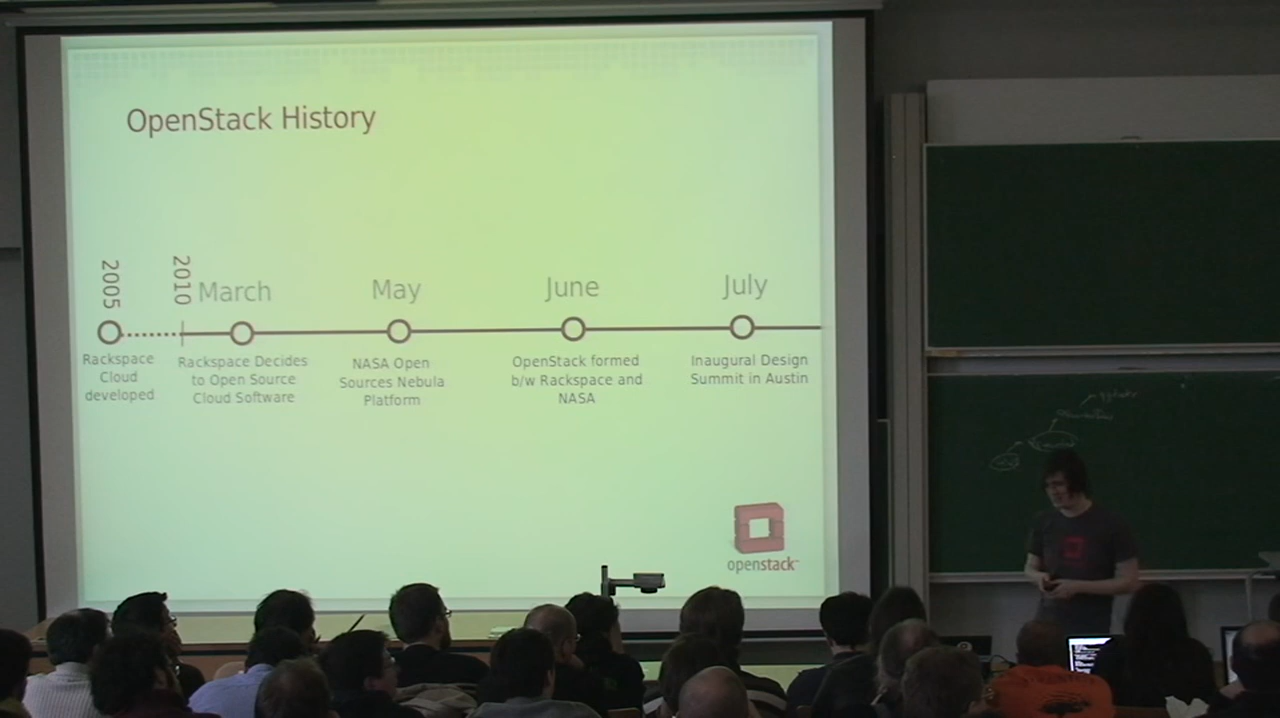 OpenStack History
2005
2010
March
May
June
July
Rackspace
Cloud
developed
Rackspace Decides
to Open Source
Cloud Software
NASA Open
Sources Nebula
Platform
OpenStack formed
b/w Rackspace and
NASA
Inaugural Design
Summit in Austin
openstack™